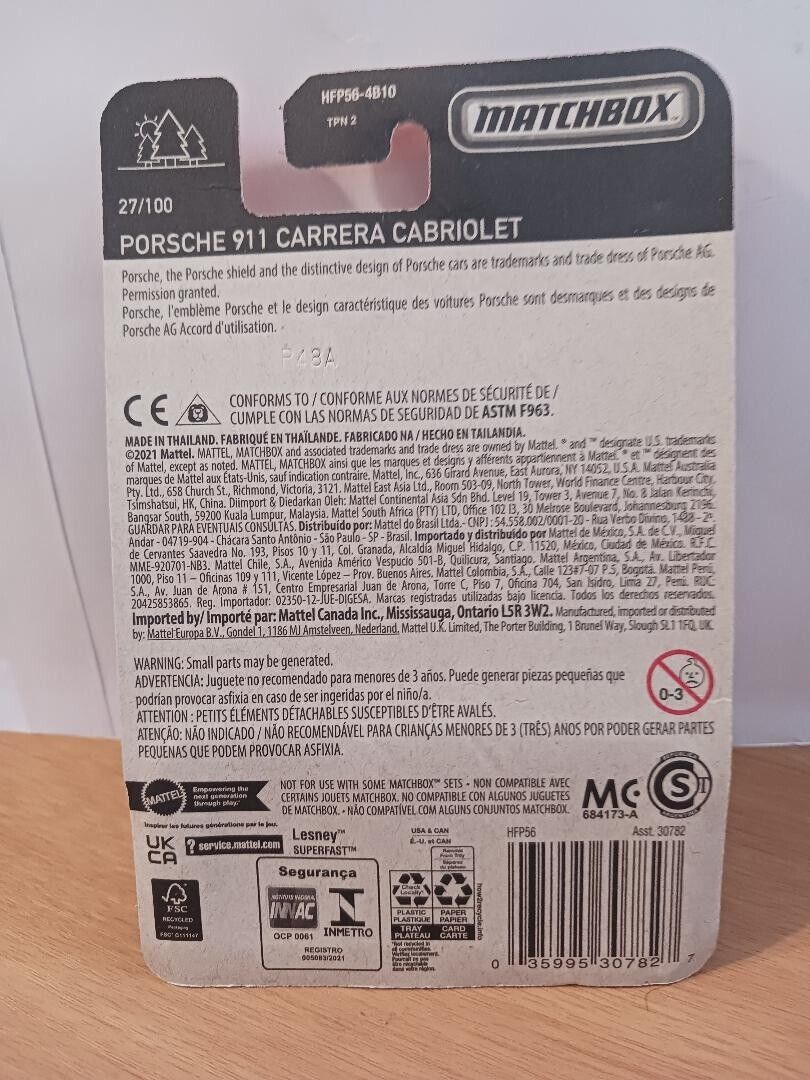 HFP56-4B10
TPN 2
MATCHBOX
27/100
PORSCHE 911 CARRERA CABRIOLET
Porsche, the Porsche shield and the distinctive design of Porsche cars are trademarks and trade dress of Porsche AG.
Permission granted.
Porsche, l'emblème Porsche et le design caractéristique des voitures Porsche sont desmarques et des designs de
Porsche AG Accord d'utilisation.
P48A
CE
CONFORMS TO / CONFORME AUX NORMES DE SÉCURITÉ DE /
CUMPLE CON LAS NORMAS DE SEGURIDAD DE ASTM F963.
MADE IN THAILAND. FABRIQUÉ EN THAÏLANDE. FABRICADO NA / HECHO EN TAILANDIA.
©2021 Mattel. MATTEL, MATCHBOX and associated trademarks and trade dress are owned by Mattel. ® and ™ designate U.S. trademarks
of Mattel, except as noted. MATTEL, MATCHBOX ainsi que les marques et designs y afférents appartiennent à Mattel. ® et ™ désignent des
marques de Mattel aux États-Unis, sauf indication contraire. Mattel, Inc., 636 Girard Avenue, East Aurora, NY 14052, U.S.A. Mattel Australia
Pty. Ltd., 658 Church St., Richmond, Victoria, 3121. Mattel East Asia Ltd., Room 503-09, North Tower, World Finance Centre, Harbour City,
Tsimshatsui, HK, China. Diimport & Diedarkan Oleh: Mattel Continental Asia Sdn Bhd. Level 19, Tower 3, Avenue 7, No. 8 Jalan Kerinchi,
Bangsar South, 59200 Kuala Lumpur, Malaysia. Mattel South Africa (PTY) LTD, Office 102 I3, 30 Melrose Boulevard, Johannesburg 2196.
GUARDAR PARA EVENTUAIS CONSULTAS. Distribuído por: Mattel do Brasil Ltda.- CNPJ : 54.558.002/0001-20 - Rua Verbo Divino, 1488 - 2º.
Andar - 04719-904 - Chácara Santo Antônio - São Paulo - SP - Brasil. Importado y distribuido por Mattel de México, S.A. de C.V., Miguel
de Cervantes Saavedra No. 193, Pisos 10 y 11, Col. Granada, Alcaldía Miguel Hidalgo, C.P. 11520, México, Ciudad de México. R.F.C.
MME-920701-NB3. Mattel Chile, S.A., Avenida Américo Vespucio 501-B, Quilicura, Santiago. Mattel Argentina, S.A., Av. Libertador
1000, Piso 11 – Oficinas 109 y 111, Vicente López – Prov. Buenos Aires. Mattel Colombia, S.A., Calle 123#7-07 P.5, Bogotá. Mattel Perú,
S.A., Av. Juan de Arona # 151, Centro Empresarial Juan de Arona, Torre C, Piso 7, Oficina 704, San Isidro, Lima 27, Perú. RUC:
20425853865. Reg. Importador: 02350-12-JUE-DIGESA. Marcas registradas utilizadas bajo licencia. Todos los derechos reservados.
Imported by/ Importé par: Mattel Canada Inc., Mississauga, Ontario L5R 3W2. Manufactured, imported or distributed
by: Mattel Europa B.V., Gondel 1, 1186 MJ Amstelveen, Nederland. Mattel U.K. Limited, The Porter Building, 1 Brunel Way, Slough SL1 1FQ, UK.
WARNING: Small parts may be generated.
ADVERTENCIA: Juguete no recomendado para menores de 3 años. Puede generar piezas pequeñas que
podrían provocar asfixia en caso de ser ingeridas por el niño/a.
ATTENTION : PETITS ÉLÉMENTS DÉTACHABLES SUSCEPTIBLES D'ÊTRE AVALÉS.
ATENÇÃO: NÃO INDICADO / NÃO RECOMENDÁVEL PARA CRIANÇAS MENORES DE 3 (TRÊS) ANOS POR PODER GERAR PARTES
PEQUENAS QUE PODEM PROVOCAR ASFIXIA.
0-3
MATTEL
Empowering the
next generation
through play.
Inspirer les futures générations par le jeu.
NOT FOR USE WITH SOME MATCHBOX™ SETS • NON COMPATIBLE AVEC
CERTAINS JOUETS MATCHBOX. NO COMPATIBLE CON ALGUNOS JUGUETES
DE MATCHBOX. • NÃO COMPATÍVEL COM ALGUNS CONJUNTOS MATCHBOX.
MC
684173-A
S
ARGENTINA
UK
CA
? service.mattel.com
Lesney™
SUPERFAST™
FSC
RECYCLED
Packaging
FSC® C111147
Segurança
INNAC
OCP 0061
INMETRO
REGISTRO
005083/2021
USA & CAN
É.-U. et CAN
Check
Locally*
PLASTIC
PLASTIQUE
TRAY
PLATEAU
PAPER
PAPIER
CARD
CARTE
*Not recycled in
all communities.
how2recycle.info
HFP56
Asst. 30782
0 35995 30782 7